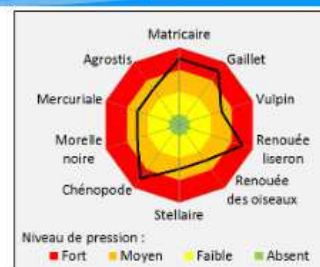 Matricaire
Agrostis
Gaillet
Mercuriale
Vulpin
Morelle
noire
Renouée
liseron
Chénopode
Renouée
des oiseaux
Stellaire
Niveau de pression :
Fort Moyen Faible Absent